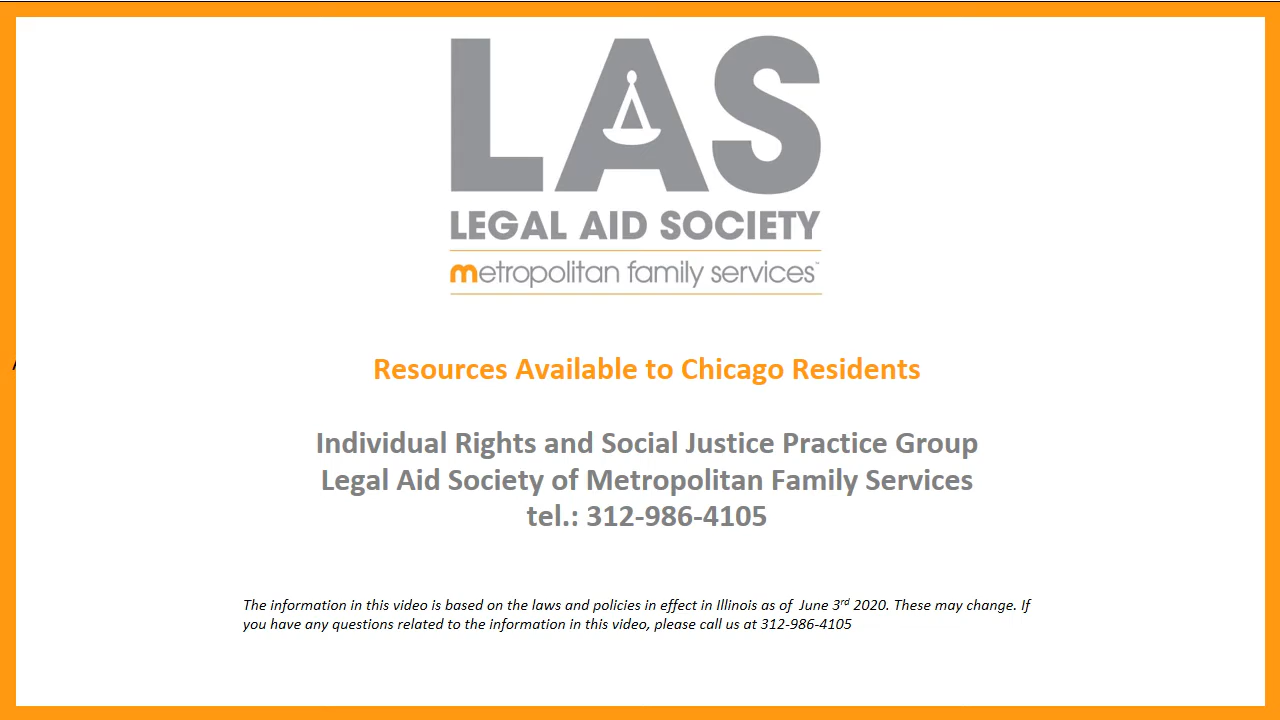 LAS
LEGAL AID SOCIETY
metropolitan family services™
Resources Available to Chicago Residents
Individual Rights and Social Justice Practice Group
Legal Aid Society of Metropolitan Family Services
tel.: 312-986-4105
The information in this video is based on the laws and policies in effect in Illinois as of  June 3rd 2020. These may change. If
you have any questions related to the information in this video, please call us at 312-986-4105